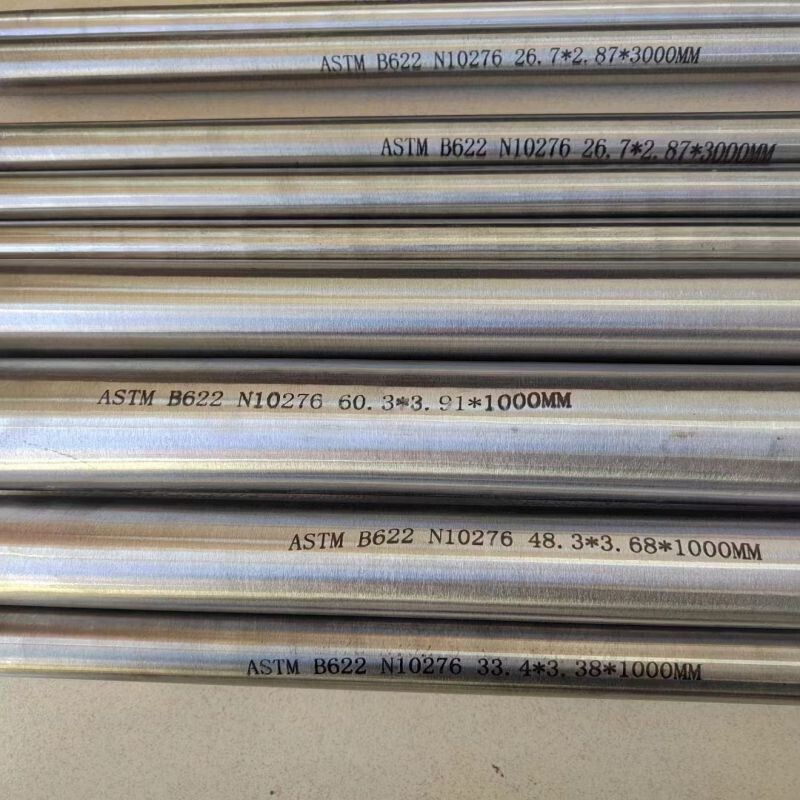 ASTM B622 N10276 26.7*2.87*3000MM
ASTM B622 N10276 26.7*2.87*3000MM
ASTM B622 N10276 60.3*3.91*1000MM
ASTM B622 N10276 48.3*3.68*1000MM
ASTM B622 N10276 33.4*3.38*1000MM